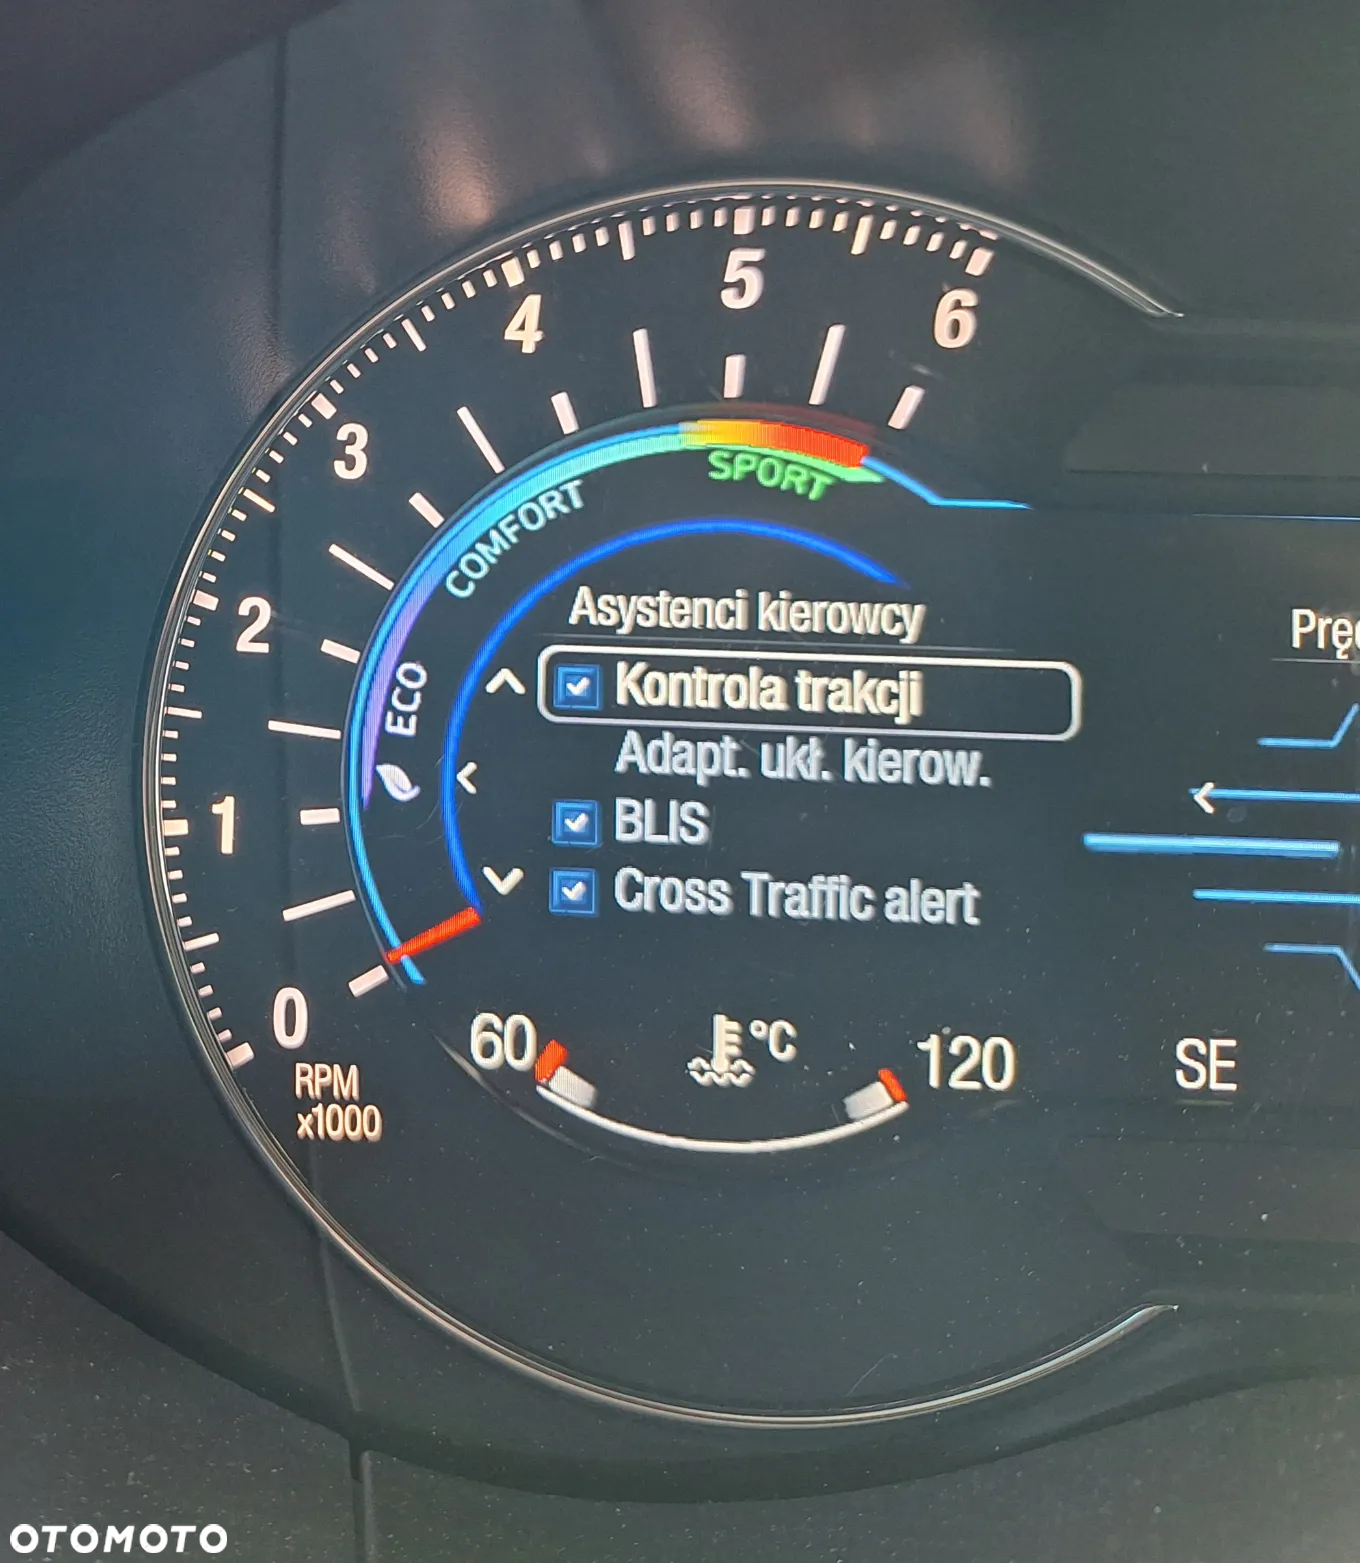 5
4
6
3
SPORT
COMFORT
2
ECO
1
0
RPM
x1000
Asystenci kierowcy
Kontrola trakcji
Adapt. ukł. kierow.
BLIS
Cross Traffic alert
Prę
60 °C 120
SE
OTOMOTO